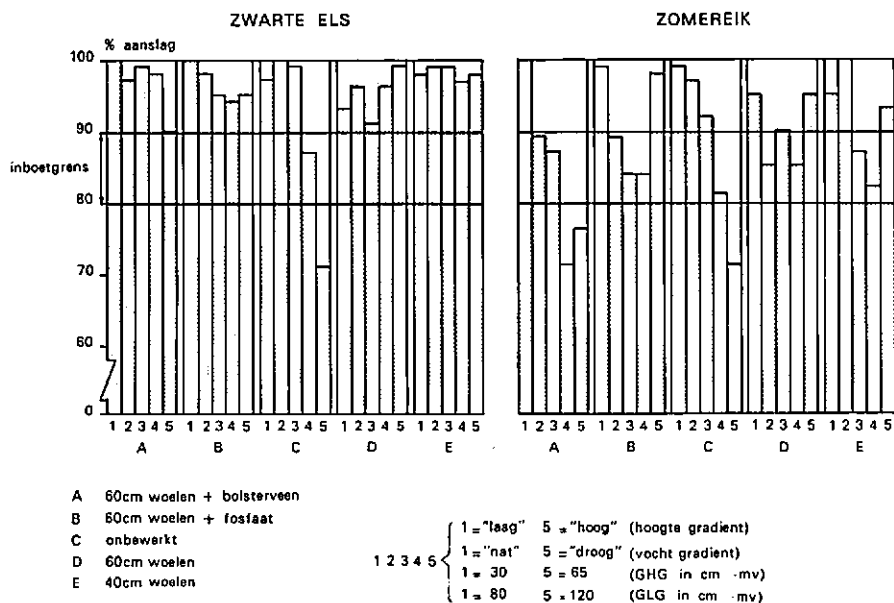 ZWARTE ELS
ZOMEREIK
% aanslag
100
90
inboetgrens
80
70
60
0
1 2 3 4 5 1 2 3 4 5 1 2 3 4 5 1 2 3 4 5 1 2 3 4 5
A B C D E
1 2 3 4 5 1 2 3 4 5 1 2 3 4 5 1 2 3 4 5 1 2 3 4 5
A B C D E
A 60cm woelen + bolsterveen
B 60cm woelen + fosfaat
C onbewerkt
D 60cm woelen
E 40cm woelen
1 2 3 4 5
1 = "laag" 5 = "hoog" (hoogte gradient)
1 = "nat" 5 = "droog" (vocht gradient)
1 = 30 5 = 65 (GHG in cm -mv)
1 = 80 5 = 120 (GLG in cm -mv)